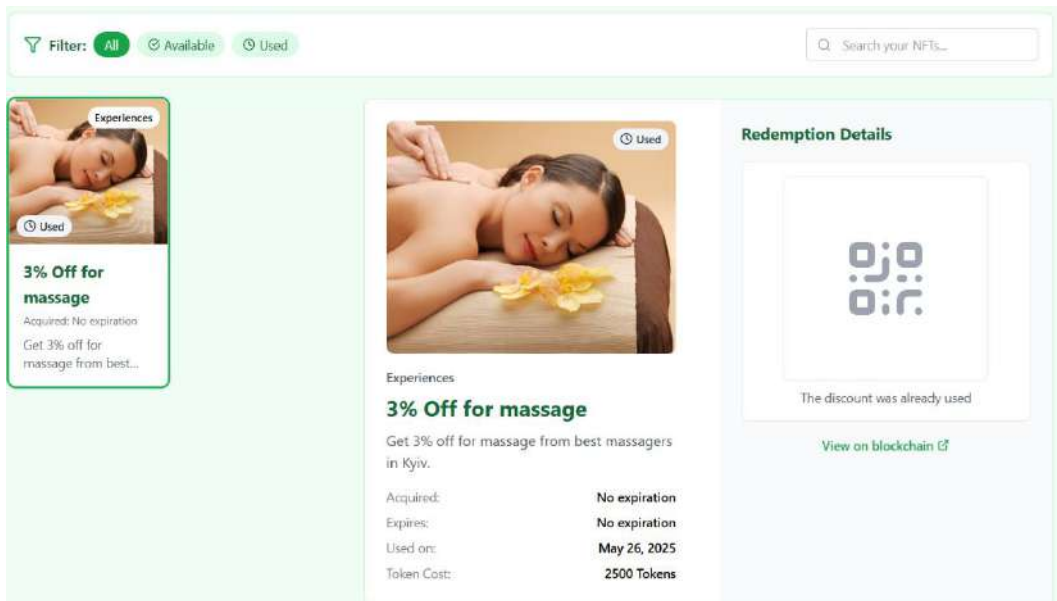 Filter: All Available Used
Search your NFTs...
Experiences
Used
3% Off for
massage
Acquired: No expiration
Get 3% off for
massage from best...
Used
Experiences
3% Off for massage
Get 3% off for massage from best massagers
in Kyiv.
Acquired: No expiration
Expires: No expiration
Used on: May 26, 2025
Token Cost: 2500 Tokens
Redemption Details
The discount was already used
View on blockchain